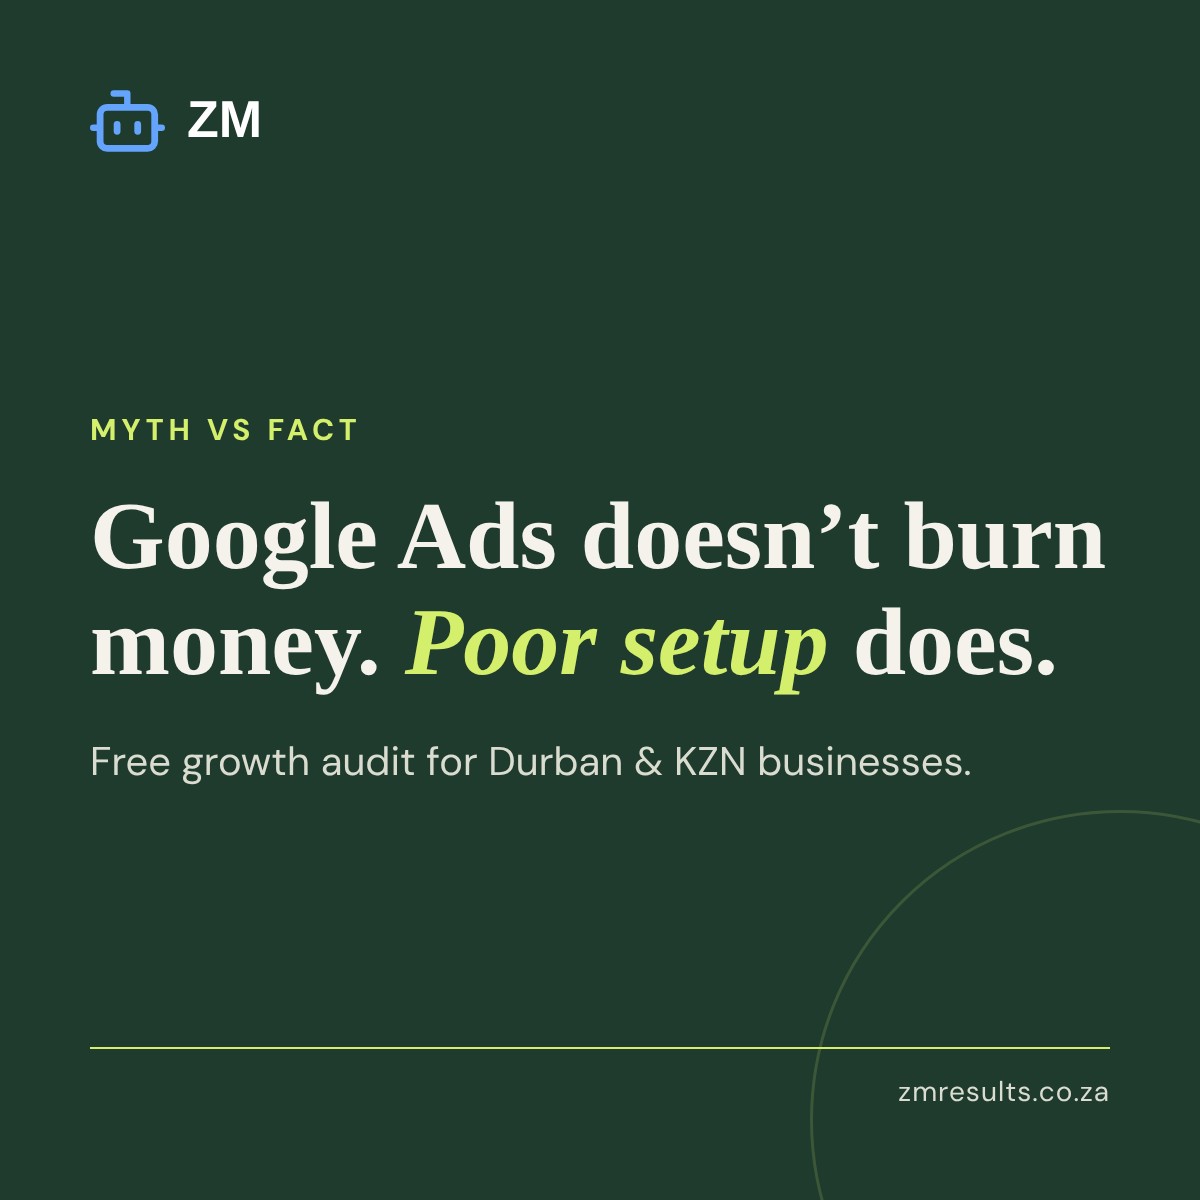 ZM
MYTH VS FACT
Google Ads doesn’t burn
money. Poor setup does.
Free growth audit for Durban & KZN businesses.
zmresults.co.za